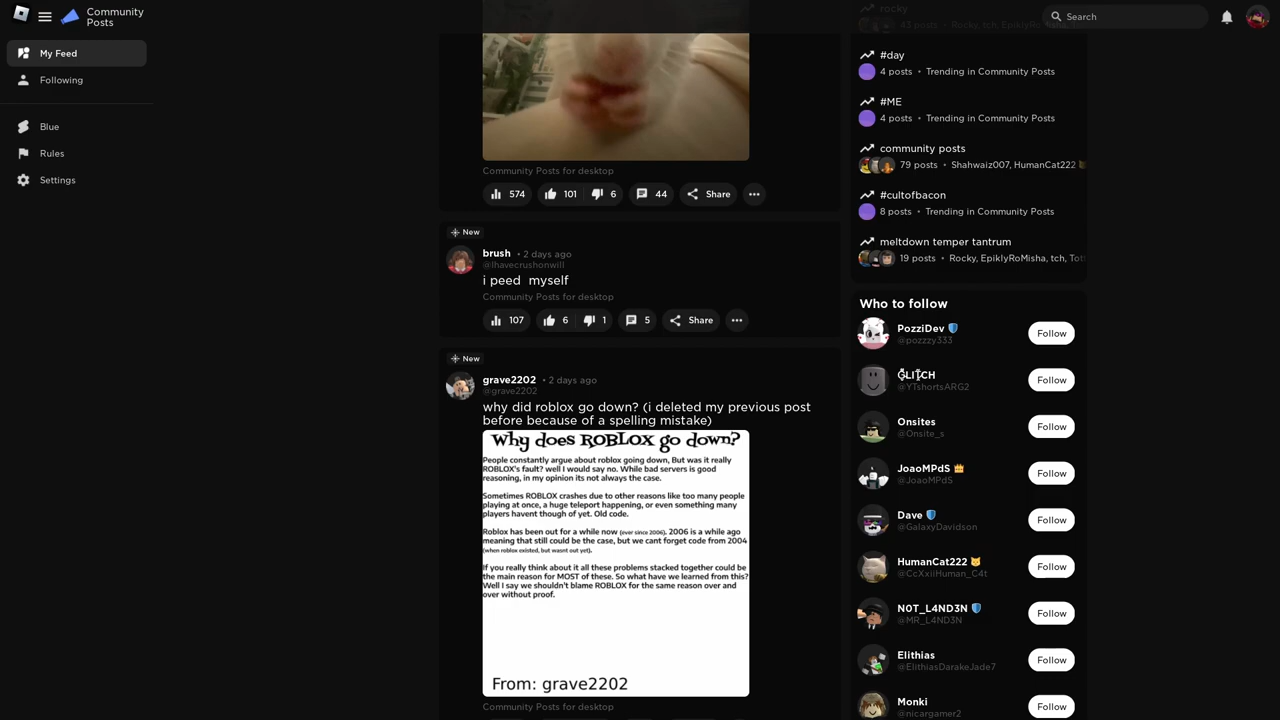 Community
Posts
Search
My Feed
Following
Blue
Rules
Settings
Community Posts for desktop
574
101
6
44
Share
New
brush • 2 days ago
@Ihavecrushonwill
i peed  myself
Community Posts for desktop
107
6
1
5
Share
New
grave2202 • 2 days ago
@grave2202
why did roblox go down? (i deleted my previous post
before because of a spelling mistake)
Why does ROBLOX go down?
People constantly argue about roblox going down, But was it really
ROBLOX's fault? well I would say no. While bad servers is good
reasoning, in my opinion its not always the case.
Sometimes ROBLOX crashes due to other reasons like too many people
playing at once, a huge teleport happening, or even something many
players havent though of yet. Old code.
Roblox has been out for a while now (ever since 2006). 2006 is a while ago
meaning that still could be the case, but we cant forget code from 2004
(when roblox existed, but wasnt out yet).
If you really think about it all these problems stacked together could be
the main reason for MOST of these. So what have we learned from this?
Well I say we shouldn't blame ROBLOX for the same reason over and
over without proof.
From: grave2202
Community Posts for desktop
rocky
43 posts • Rocky, tch, EpiklyRoMisha,
#day
4 posts • Trending in Community Posts
#ME
4 posts • Trending in Community Posts
community posts
79 posts • Shahwaiz007, HumanCat222
#cultofbacon
8 posts • Trending in Community Posts
meltdown temper tantrum
19 posts • Rocky, EpiklyRoMisha, tch, Tot
Who to follow
PozziDev
@pozzzy333
Follow
GLITCH
@YTshortsARG2
Follow
Onsites
@Onsite_s
Follow
JoaoMPdS
@JoaoMPdS
Follow
Dave
@GalaxyDavidson
Follow
HumanCat222
@CcXxiiHuman_C4t
Follow
N0T_L4ND3N
@MR_L4ND3N
Follow
Elithias
@ElithiasDarakeJade7
Follow
Monki
@nicargamer2
Follow